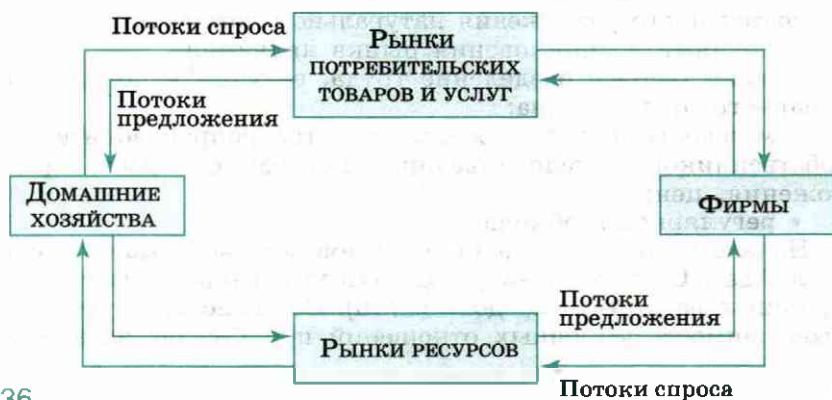 Потоки спроса
Рынки
потребительских
товаров и услуг
Потоки
предложения
Домашние
хозяйства
Фирмы
Потоки
предложения
Рынки ресурсов
Потоки спроса
36